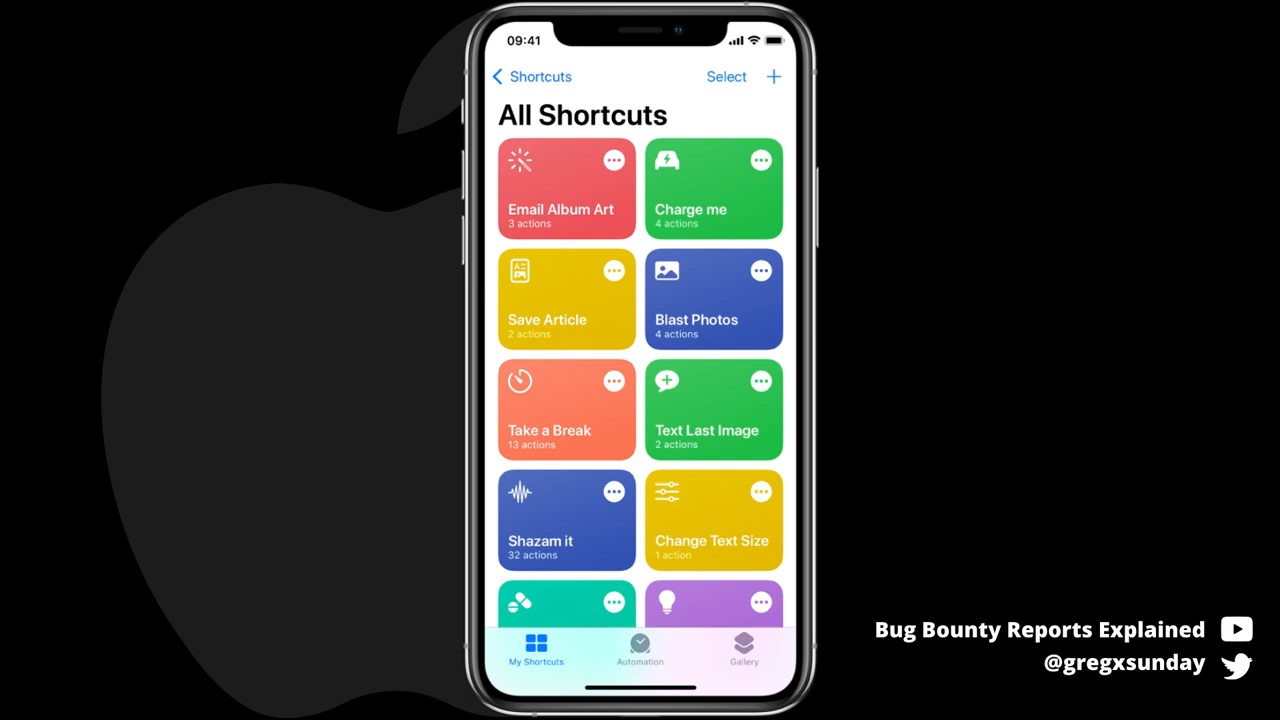 09:41
Shortcuts
Select
All Shortcuts
Email Album Art
3 actions
Charge me
4 actions
Save Article
2 actions
Blast Photos
4 actions
Take a Break
13 actions
Text Last Image
2 actions
Shazam it
32 actions
Change Text Size
1 action
My Shortcuts
Automation
Gallery
Bug Bounty Reports Explained
@gregxsunday